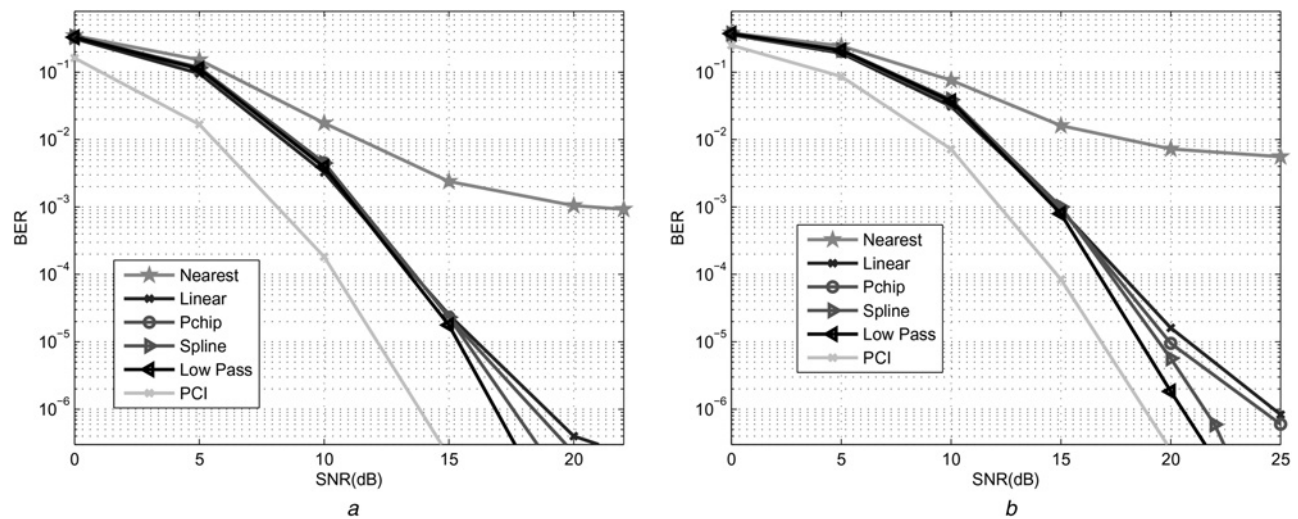 BER
10⁻¹
10⁻²
10⁻³
10⁻⁴
10⁻⁵
10⁻⁶
Nearest
Linear
Pchip
Spline
Low Pass
PCI
0 5 10 15 20
SNR(dB)
a
BER
10⁻¹
10⁻²
10⁻³
10⁻⁴
10⁻⁵
10⁻⁶
Nearest
Linear
Pchip
Spline
Low Pass
PCI
0 5 10 15 20 25
SNR(dB)
b